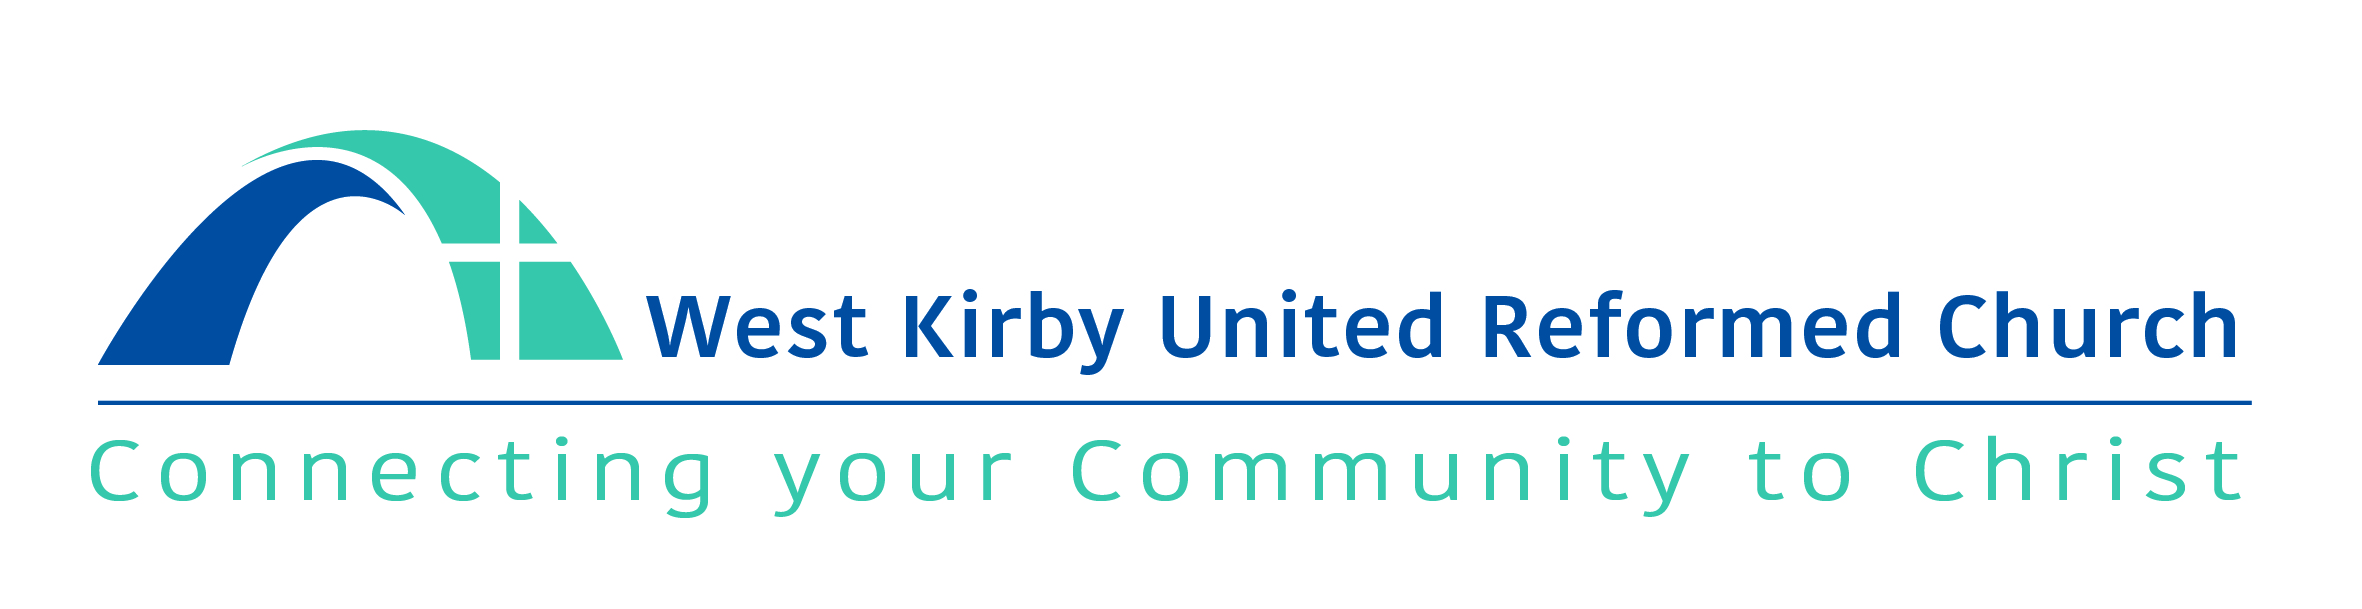 West Kirby United Reformed Church
Connecting your Community to Christ